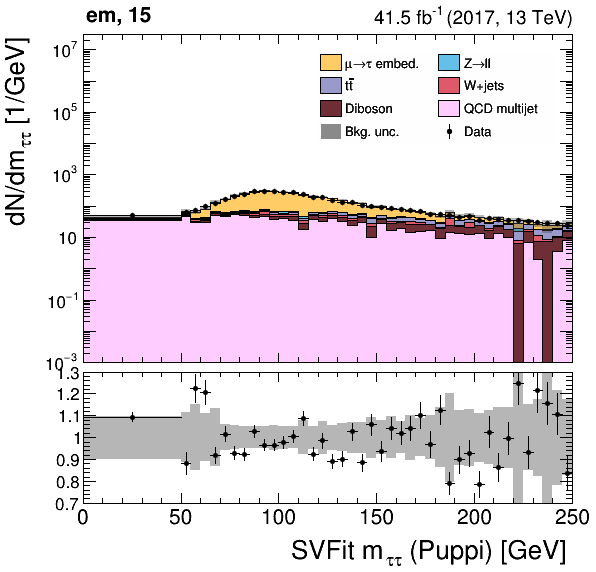 em, 15
41.5 fb⁻¹ (2017, 13 TeV)
dN/dm_ττ [1/GeV]
10⁷
10⁵
10³
10
10⁻¹
10⁻³
μ→τ embed.
Z→ll
tt̄
W+jets
Diboson
QCD multijet
Bkg. unc.
Data
1.3
1.2
1.1
1
0.9
0.8
0.7
0 50 100 150 200 250
SVFit m_ττ (Puppi) [GeV]